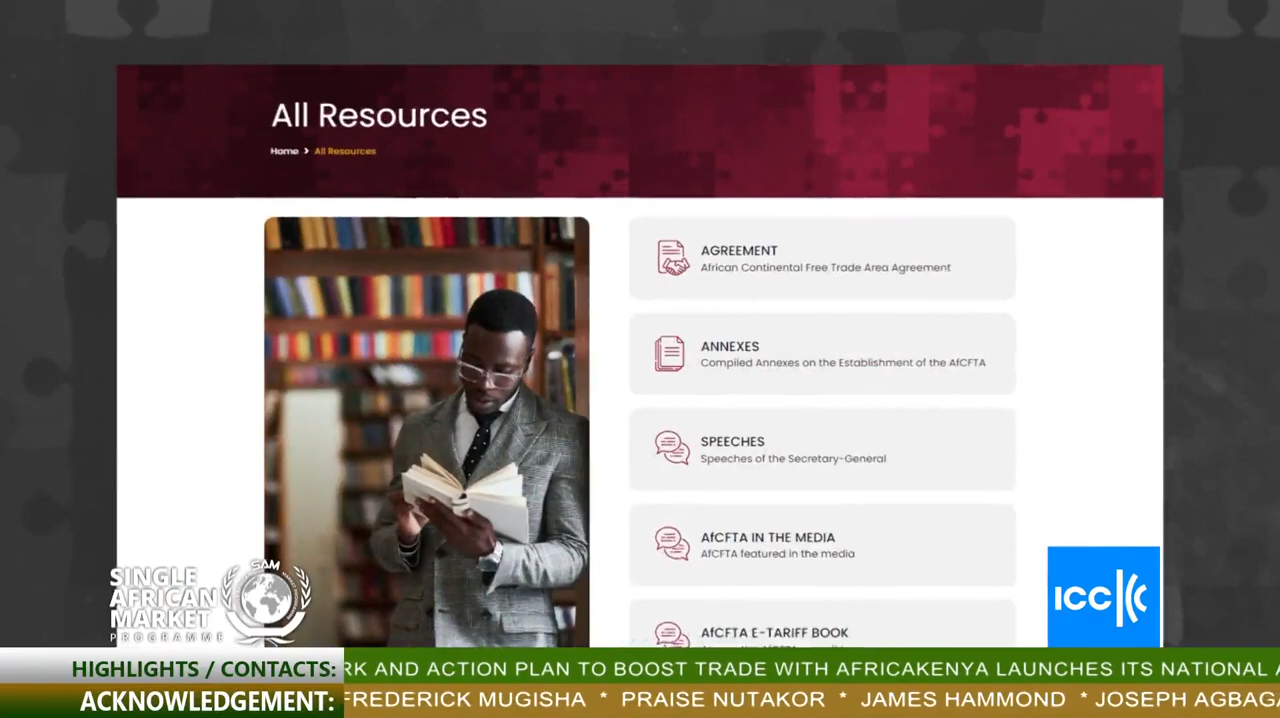 All Resources
Home > All Resources
AGREEMENT
African Continental Free Trade Area Agreement
ANNEXES
Compiled Annexes on the Establishment of the AfCFTA
SPEECHES
Speeches of the Secretary-General
AfCFTA IN THE MEDIA
AfCFTA featured in the media
AfCFTA E-TARIFF BOOK
SINGLE
AFRICAN
MARKET
PROGRAMME
SAM
ICC
HIGHLIGHTS / CONTACTS: RK AND ACTION PLAN TO BOOST TRADE WITH AFRICAKENYA LAUNCHES ITS NATIONAL
ACKNOWLEDGEMENT: FREDERICK MUGISHA * PRAISE NUTAKOR * JAMES HAMMOND * JOSEPH AGBAGA